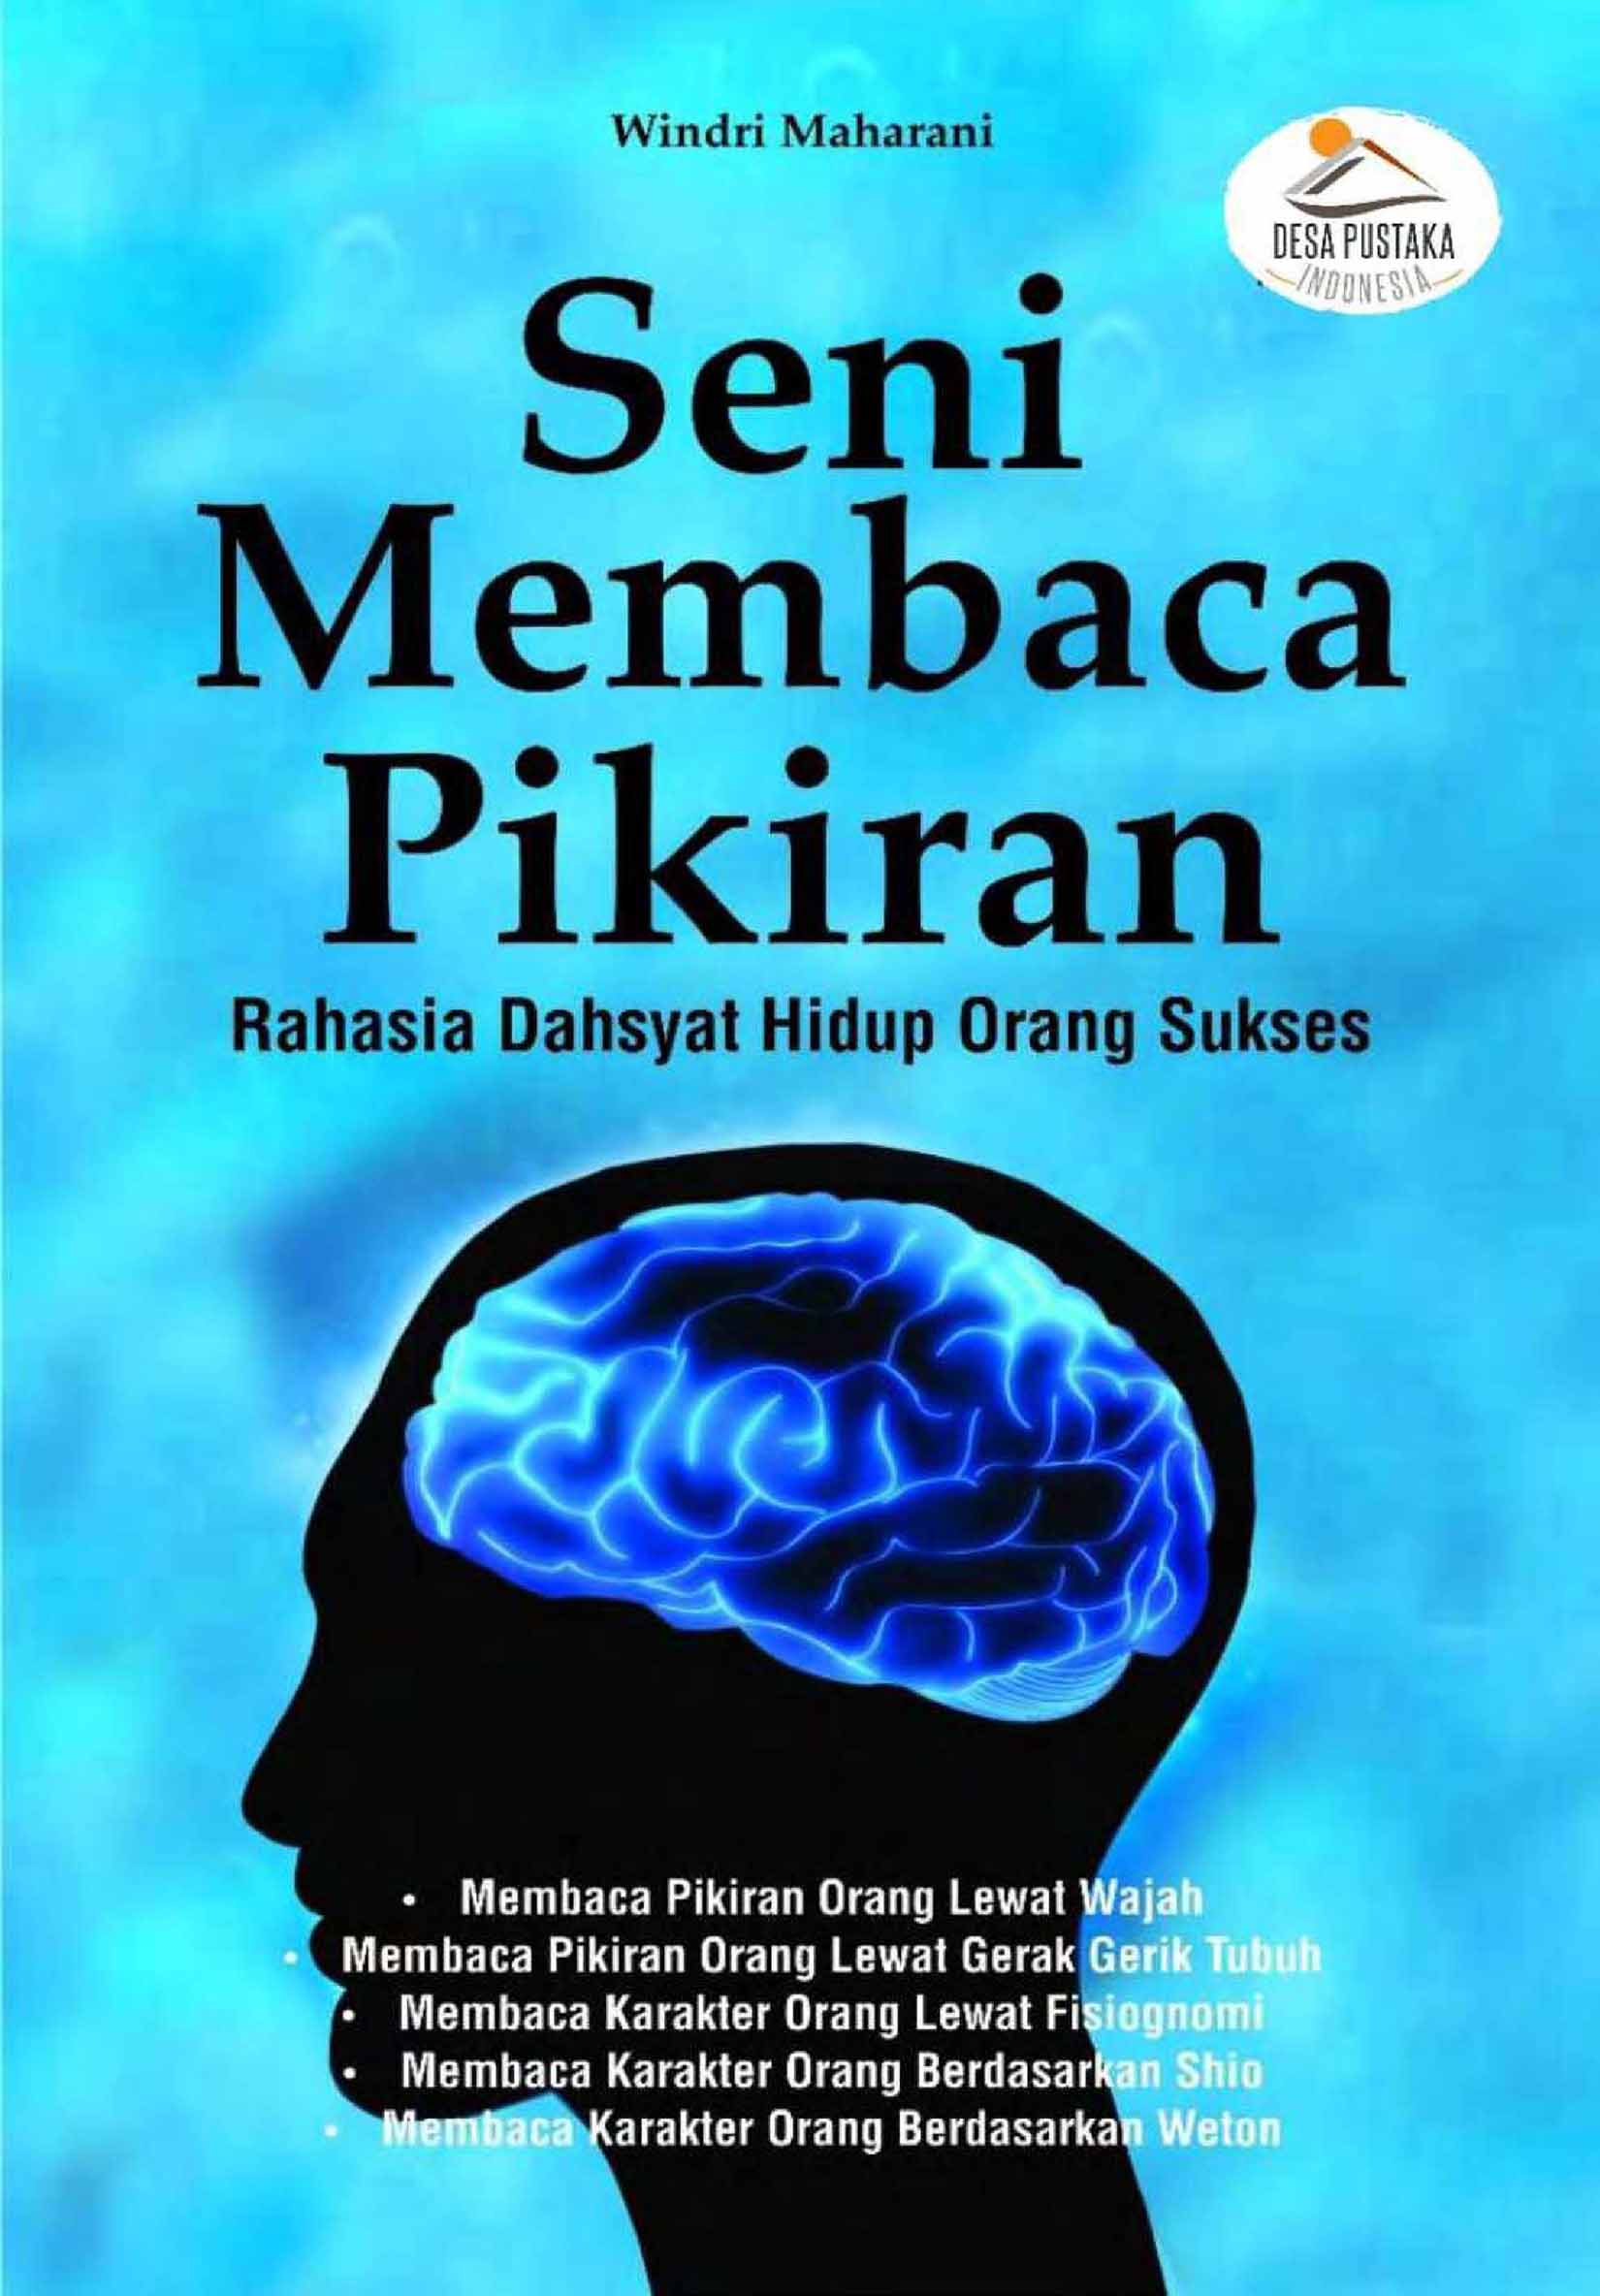 Windri Maharani
DESA PUSTAKA
INDONESIA
Seni
Membaca
Pikiran
Rahasia Dahsyat Hidup Orang Sukses
• Membaca Pikiran Orang Lewat Wajah
• Membaca Pikiran Orang Lewat Gerak Gerik Tubuh
• Membaca Karakter Orang Lewat Fisiognomi
• Membaca Karakter Orang Berdasarkan Shio
• Membaca Karakter Orang Berdasarkan Weton